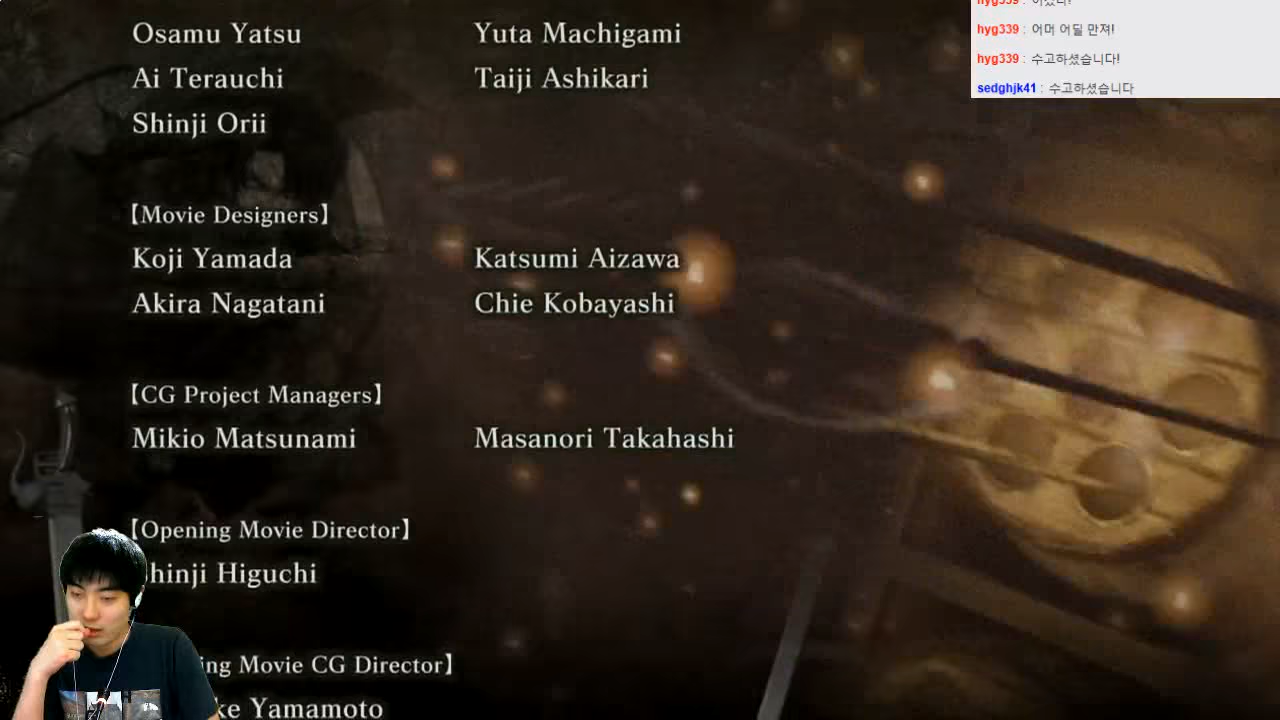 Osamu Yatsu
Yuta Machigami
Ai Terauchi
Taiji Ashikari
Shinji Orii
【Movie Designers】
Koji Yamada
Katsumi Aizawa
Akira Nagatani
Chie Kobayashi
【CG Project Managers】
Mikio Matsunami
Masanori Takahashi
【Opening Movie Director】
hinji Higuchi
ng Movie CG Director】
ke Yamamoto
hyg339 :
hyg339 : 어머 어딜 만져!
hyg339 : 수고하셨습니다!
sedghjk41 : 수고하셨습니다